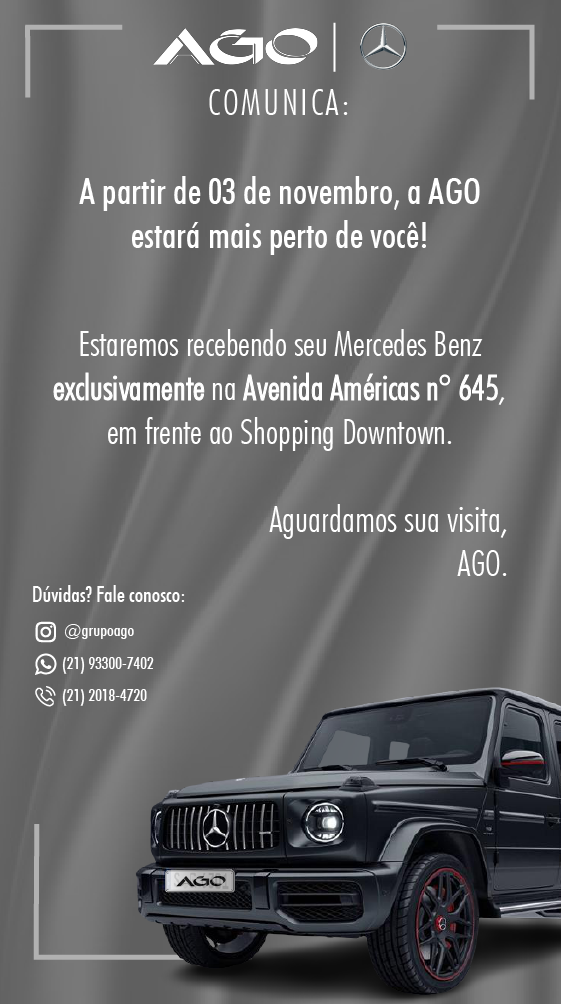 AGO
COMUNICA:
A partir de 03 de novembro, a AGO
estará mais perto de você!
Estaremos recebendo seu Mercedes Benz
exclusivamente na Avenida Américas n° 645,
em frente ao Shopping Downtown.
Aguardamos sua visita,
AGO.
Dúvidas? Fale conosco:
@grupoago
(21) 93300-7402
(21) 2018-4720
AGO